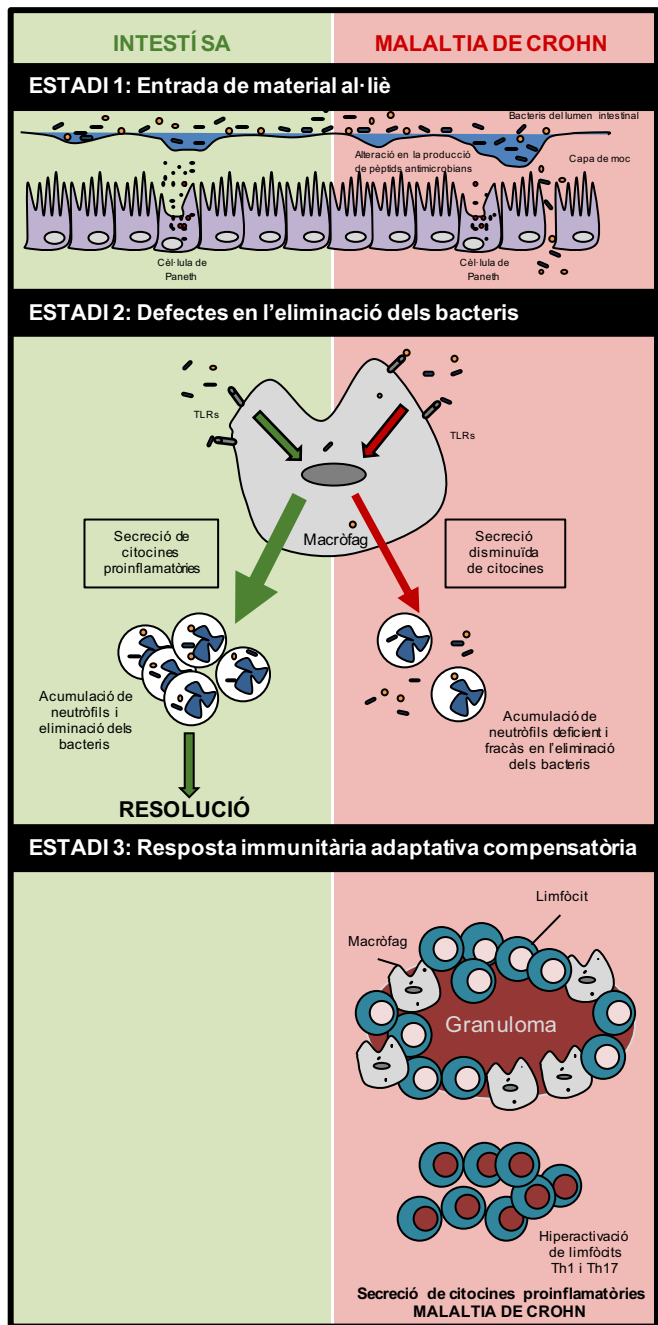 INTESTÍ SA
MALALTIA DE CROHN
ESTADI 1: Entrada de material al·liè
Bacteris del lumen intestinal
Alteració en la producció
de pèptids antimicrobians
Capa de moc
Cèl·lula de
Paneth
Cèl·lula de
Paneth
ESTADI 2: Defectes en l'eliminació dels bacteris
TLRs
TLRs
Macròfag
Secreció de
citocines
proinflamatòries
Secreció
disminuïda
de citocines
Acumulació de
neutròfils i
eliminació dels
bacteris
Acumulació de
neutròfils deficient i
fracàs en l'eliminació
dels bacteris
RESOLUCIÓ
ESTADI 3: Resposta immunitària adaptativa compensatòria
Limfòcit
Macròfag
Granuloma
Hiperactivació
de limfòcits
Th1 i Th17
Secreció de citocines proinflamatòries
MALALTIA DE CROHN